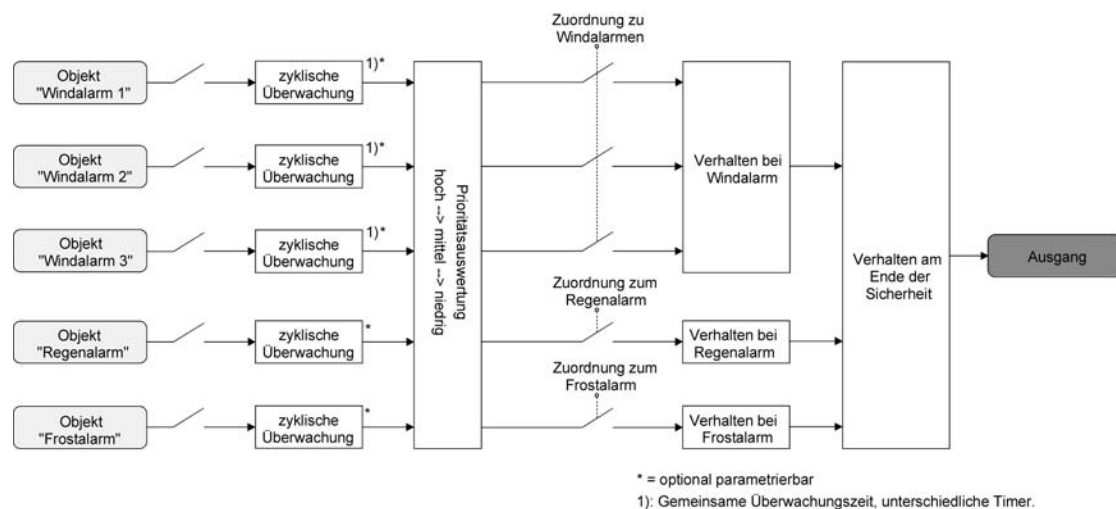 Zuordnung zu
Windalarmen
Objekt
"Windalarm 1"
zyklische
Überwachung
1)*
Objekt
"Windalarm 2"
zyklische
Überwachung
1)*
Verhalten bei
Windalarm
Objekt
"Windalarm 3"
zyklische
Überwachung
1)*
Prioritätsauswertung
hoch --> mittel --> niedrig
Verhalten am
Ende der
Sicherheit
Ausgang
Zuordnung zum
Regenalarm
Objekt
"Regenalarm"
zyklische
Überwachung
*
Verhalten bei
Regenalarm
Zuordnung zum
Frostalarm
Objekt
"Frostalarm"
zyklische
Überwachung
*
Verhalten bei
Frostalarm
* = optional parametrierbar
1): Gemeinsame Überwachungszeit, unterschiedliche Timer.